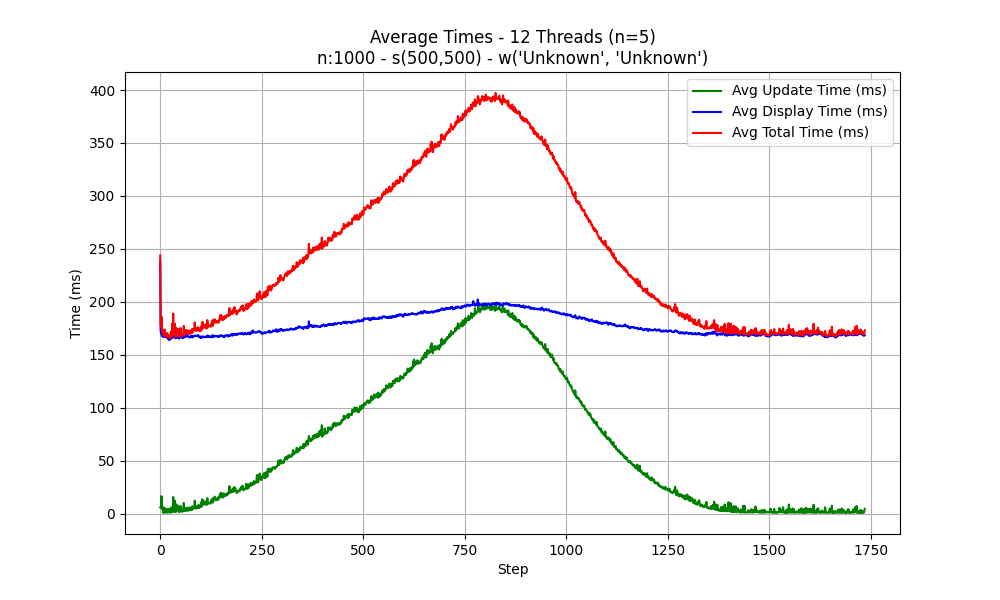 Average Times - 12 Threads (n=5)
n:1000 - s(500,500) - w('Unknown', 'Unknown')
Avg Update Time (ms)
Avg Display Time (ms)
Avg Total Time (ms)
Time (ms)
400
350
300
250
200
150
100
50
0
0 250 500 750 1000 1250 1500 1750
Step